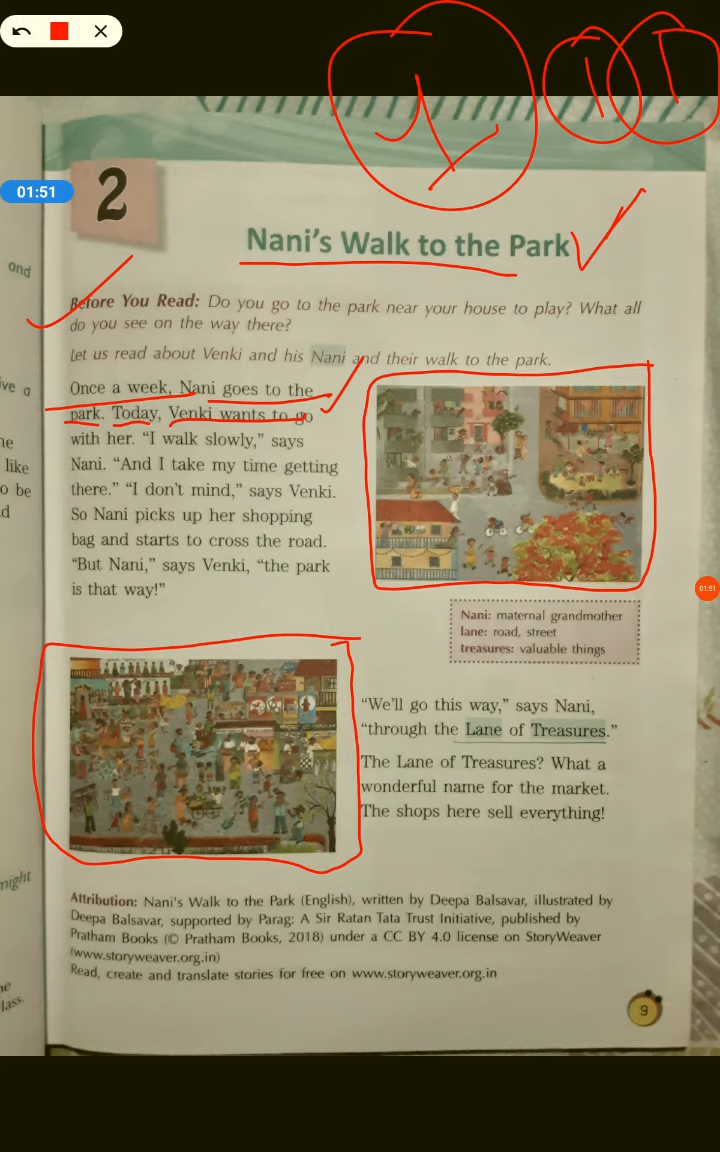 01:51
2
Nani's Walk to the Park
and
Before You Read: Do you go to the park near your house to play? What all
do you see on the way there?
Let us read about Venki and his Nani and their walk to the park.
ive a
Once a week, Nani goes to the
park. Today, Venki wants to go
with her. "I walk slowly," says
Nani. "And I take my time getting
there." "I don't mind," says Venki.
So Nani picks up her shopping
bag and starts to cross the road.
"But Nani," says Venki, "the park
is that way!"
like
o be
01:51
Nani: maternal grandmother
lane: road, street
treasures: valuable things
"We'll go this way," says Nani,
"through the Lane of Treasures."
The Lane of Treasures? What a
wonderful name for the market.
The shops here sell everything!
might
Attribution: Nani's Walk to the Park (English), written by Deepa Balsavar, illustrated by
Deepa Balsavar, supported by Parag: A Sir Ratan Tata Trust Initiative, published by
Pratham Books (© Pratham Books, 2018) under a CC BY 4.0 license on StoryWeaver
(www.storyweaver.org.in)
Read, create and translate stories for free on www.storyweaver.org.in
lass.
9